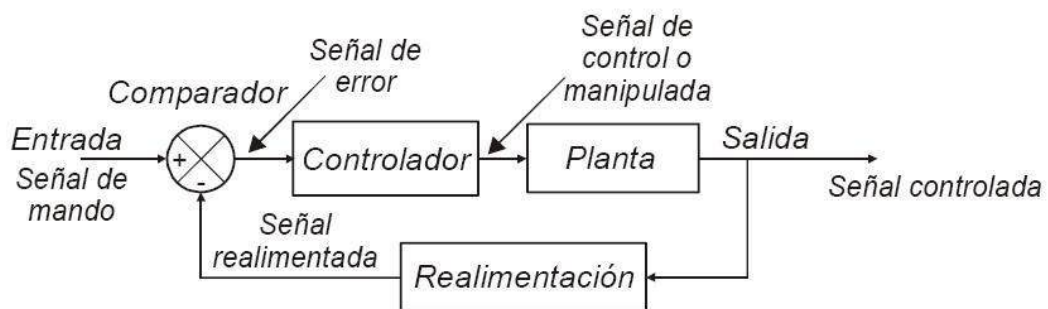 Señal de
error
Señal de
control o
manipulada
Comparador
Entrada
Señal de
mando
+
-
Controlador
Planta
Salida
Señal controlada
Señal
realimentada
Realimentación